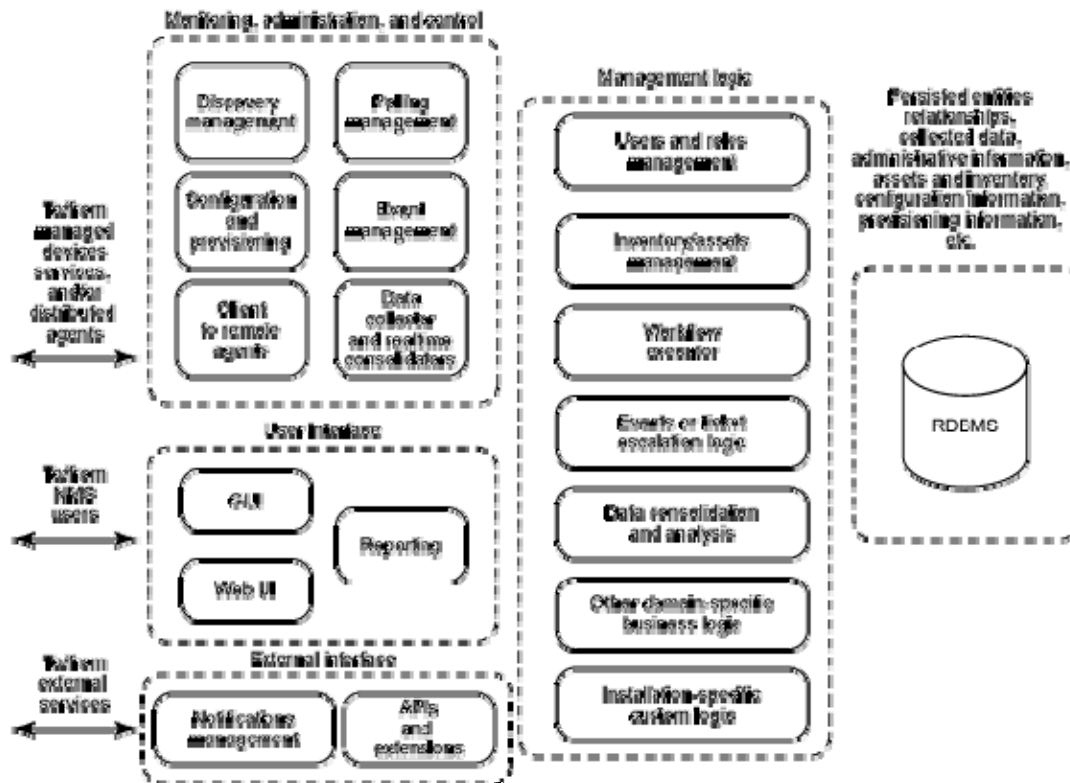 Monitoring, administration, and control
Discovery
management
Polling
management
Configuration
and
provisioning
Event
management
Client
to remote
agents
Data
collector
and realtime
consolidators
To/from
managed
devices
services,
and/or
distributed
agents
User interface
GUI
Web UI
Reporting
To/from
NMS
users
External interface
Notifications
management
APIs
and
extensions
To/from
external
services
Management logic
Users and roles
management
Inventory/assets
management
Workflow
executor
Events or ticket
escalation logic
Data consolidation
and analysis
Other domain-specific
business logic
Installation-specific
custom logic
Persisted entities
relationships,
collected data,
administrative information,
assets and inventory
configuration information,
provisioning information,
etc.
RDBMS